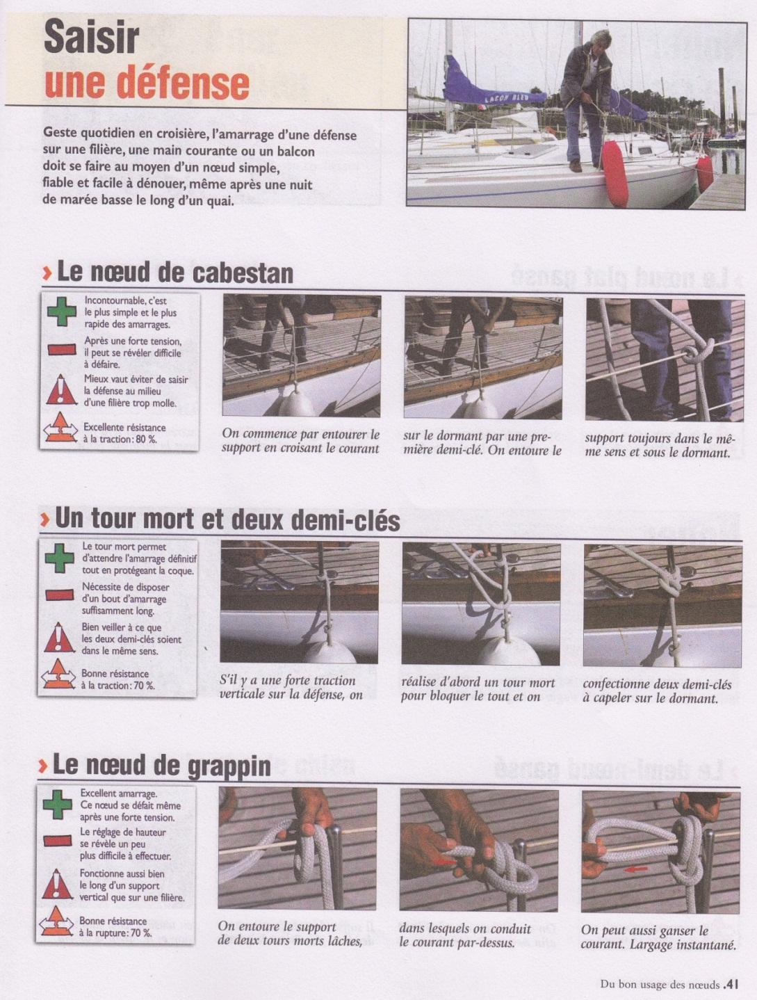 Saisir
une défense
Geste quotidien en croisière, l'amarrage d'une défense
sur une filière, une main courante ou un balcon
doit se faire au moyen d'un nœud simple,
fiable et facile à dénouer, même après une nuit
de marée basse le long d'un quai.
LAGON BLEU
› Le nœud de cabestan
Incontournable, c'est
le plus simple et le plus
rapide des amarrages.
Après une forte tension,
il peut se révéler difficile
à défaire.
Mieux vaut éviter de saisir
la défense au milieu
d'une filière trop molle.
Excellente résistance
à la traction : 80 %.
On commence par entourer le
support en croisant le courant
sur le dormant par une pre-
mière demi-clé. On entoure le
support toujours dans le mê-
me sens et sous le dormant.
› Un tour mort et deux demi-clés
Le tour mort permet
d'attendre l'amarrage définitif
tout en protégeant la coque.
Nécessite de disposer
d'un bout d'amarrage
suffisamment long.
Bien veiller à ce que
les deux demi-clés soient
dans le même sens.
Bonne résistance
à la traction : 70 %.
S'il y a une forte traction
verticale sur la défense, on
réalise d'abord un tour mort
pour bloquer le tout et on
confectionne deux demi-clés
à capeler sur le dormant.
› Le nœud de grappin
Excellent amarrage.
Ce nœud se défait même
après une forte tension.
Le réglage de hauteur
se révèle un peu
plus difficile à effectuer.
Fonctionne aussi bien
le long d'un support
vertical que sur une filière.
Bonne résistance
à la rupture : 70 %.
On entoure le support
de deux tours morts lâches,
dans lesquels on conduit
le courant par-dessus.
On peut aussi ganser le
courant. Largage instantané.
Du bon usage des nœuds .41